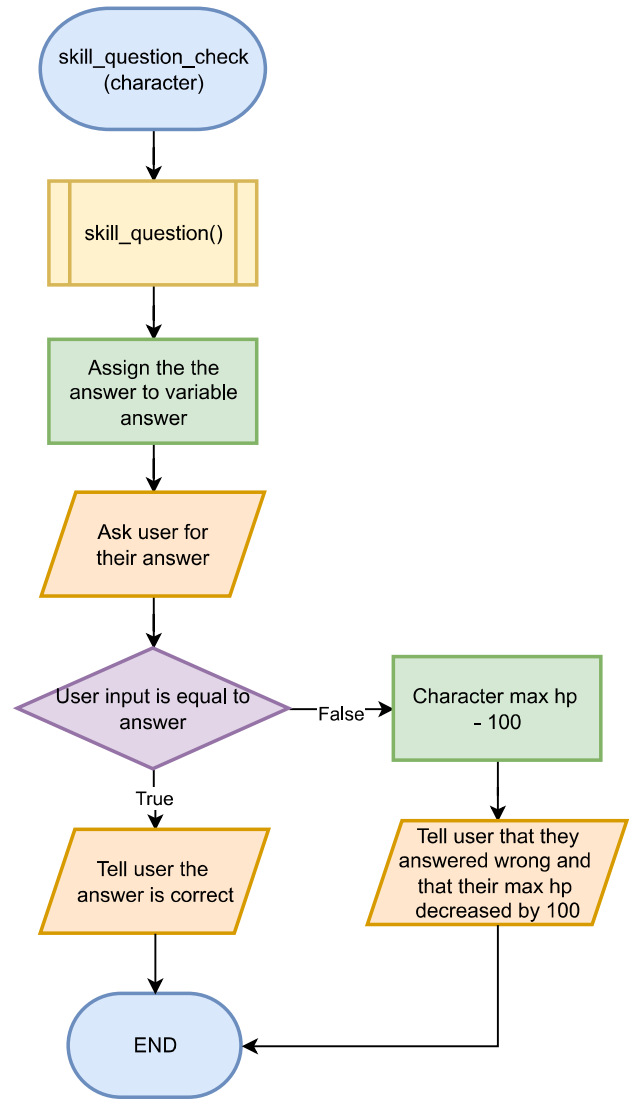 skill_question_check
(character)
skill_question()
Assign the the
answer to variable
answer
Ask user for
their answer
User input is equal to
answer
False
Character max hp
- 100
True
Tell user the
answer is correct
Tell user that they
answered wrong and
that their max hp
decreased by 100
END